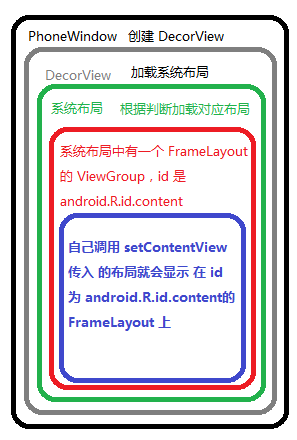 PhoneWindow 创建 DecorView
DecorView 加载系统布局
系统布局 根据判断加载对应布局
系统布局中有一个 FrameLayout
的 ViewGroup，id 是
android.R.id.content
自己调用 setContentView
传入 的布局就会显示 在 id
为 android.R.id.content的
FrameLayout 上